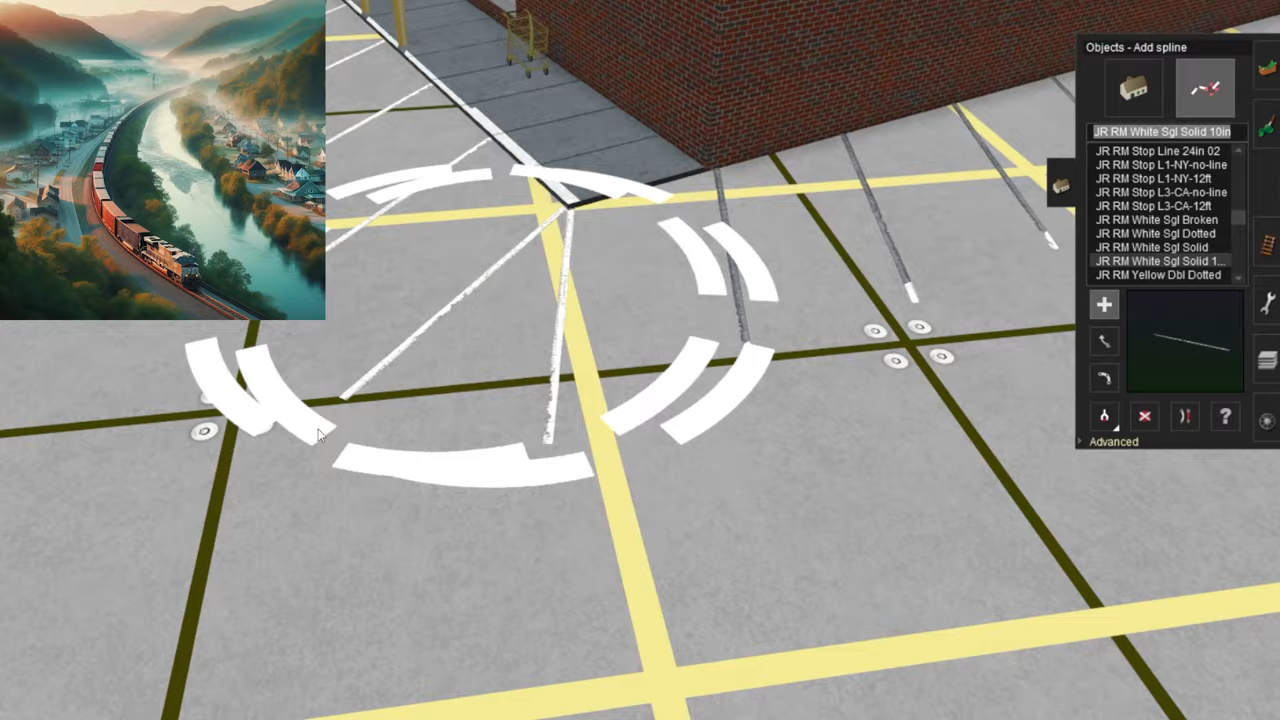 Objects - Add spline
JR RM White Sgl Solid 10in
JR RM Stop Line 24in 02
JR RM Stop L1-NY-no-line
JR RM Stop L1-NY-12ft
JR RM Stop L3-CA-no-line
JR RM Stop L3-CA-12ft
JR RM White Sgl Broken
JR RM White Sgl Dotted
JR RM White Sgl Solid
JR RM White Sgl Solid 1...
JR RM Yellow Dbl Dotted
?
Advanced